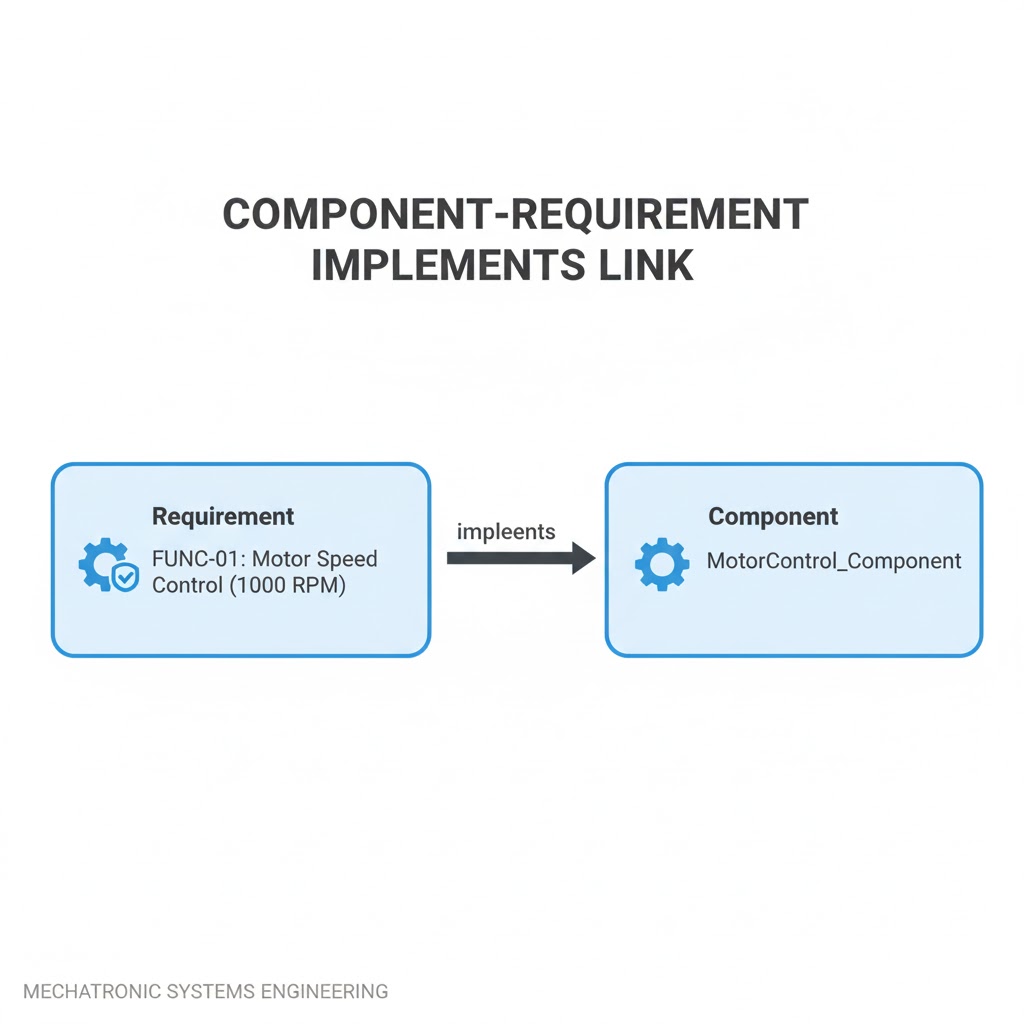 COMPONENT-REQUIREMENT
IMPLEMENTS LINK
Requirement
FUNC-01: Motor Speed
Control (1000 RPM)
impleents
Component
MotorControl_Component
MECHATRONIC SYSTEMS ENGINEERING